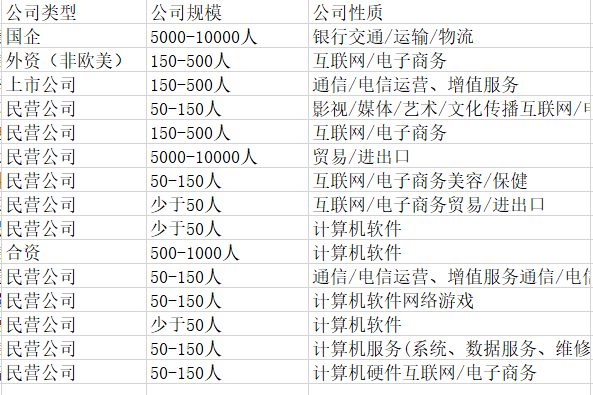 公司类型 公司规模 公司性质
国企 5000-10000人 银行交通/运输/物流
外资（非欧美） 150-500人 互联网/电子商务
上市公司 150-500人 通信/电信运营、增值服务
民营公司 50-150人 影视/媒体/艺术/文化传播互联网/
民营公司 150-500人 互联网/电子商务
民营公司 5000-10000人 贸易/进出口
民营公司 50-150人 互联网/电子商务美容/保健
民营公司 少于50人 互联网/电子商务贸易/进出口
民营公司 少于50人 计算机软件
合资 500-1000人 计算机软件
民营公司 50-150人 通信/电信运营、增值服务通信/电信
民营公司 50-150人 计算机软件网络游戏
民营公司 少于50人 计算机软件
民营公司 50-150人 计算机服务(系统、数据服务、维修
民营公司 50-150人 计算机硬件互联网/电子商务